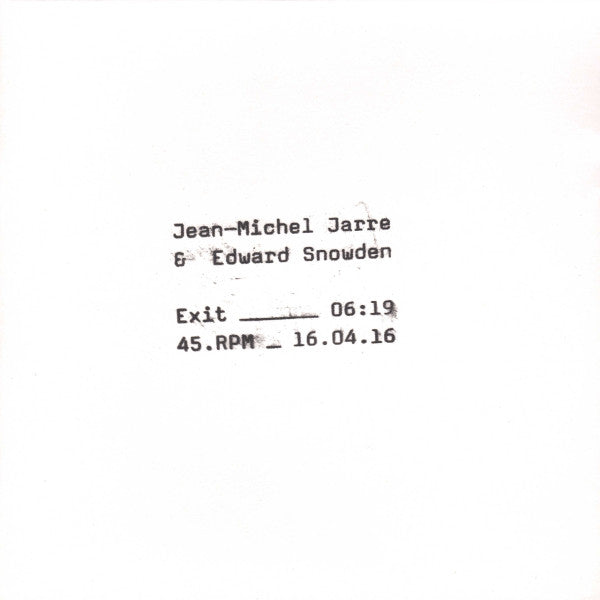 Jean-Michel Jarre
& Edward Snowden
Exit ______ 06:19
45.RPM _ 16.04.16